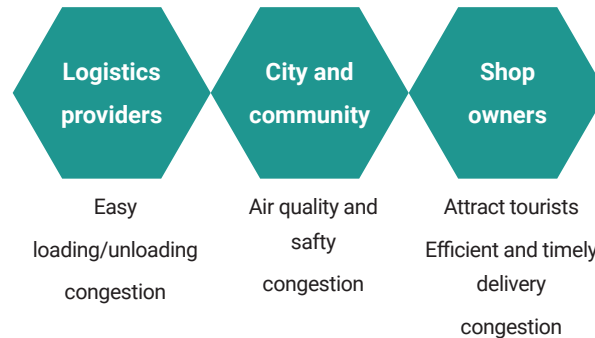 Logistics
providers
City and
community
Shop
owners
Easy
loading/unloading
congestion
Air quality and
safty
congestion
Attract tourists
Efficient and timely
delivery
congestion